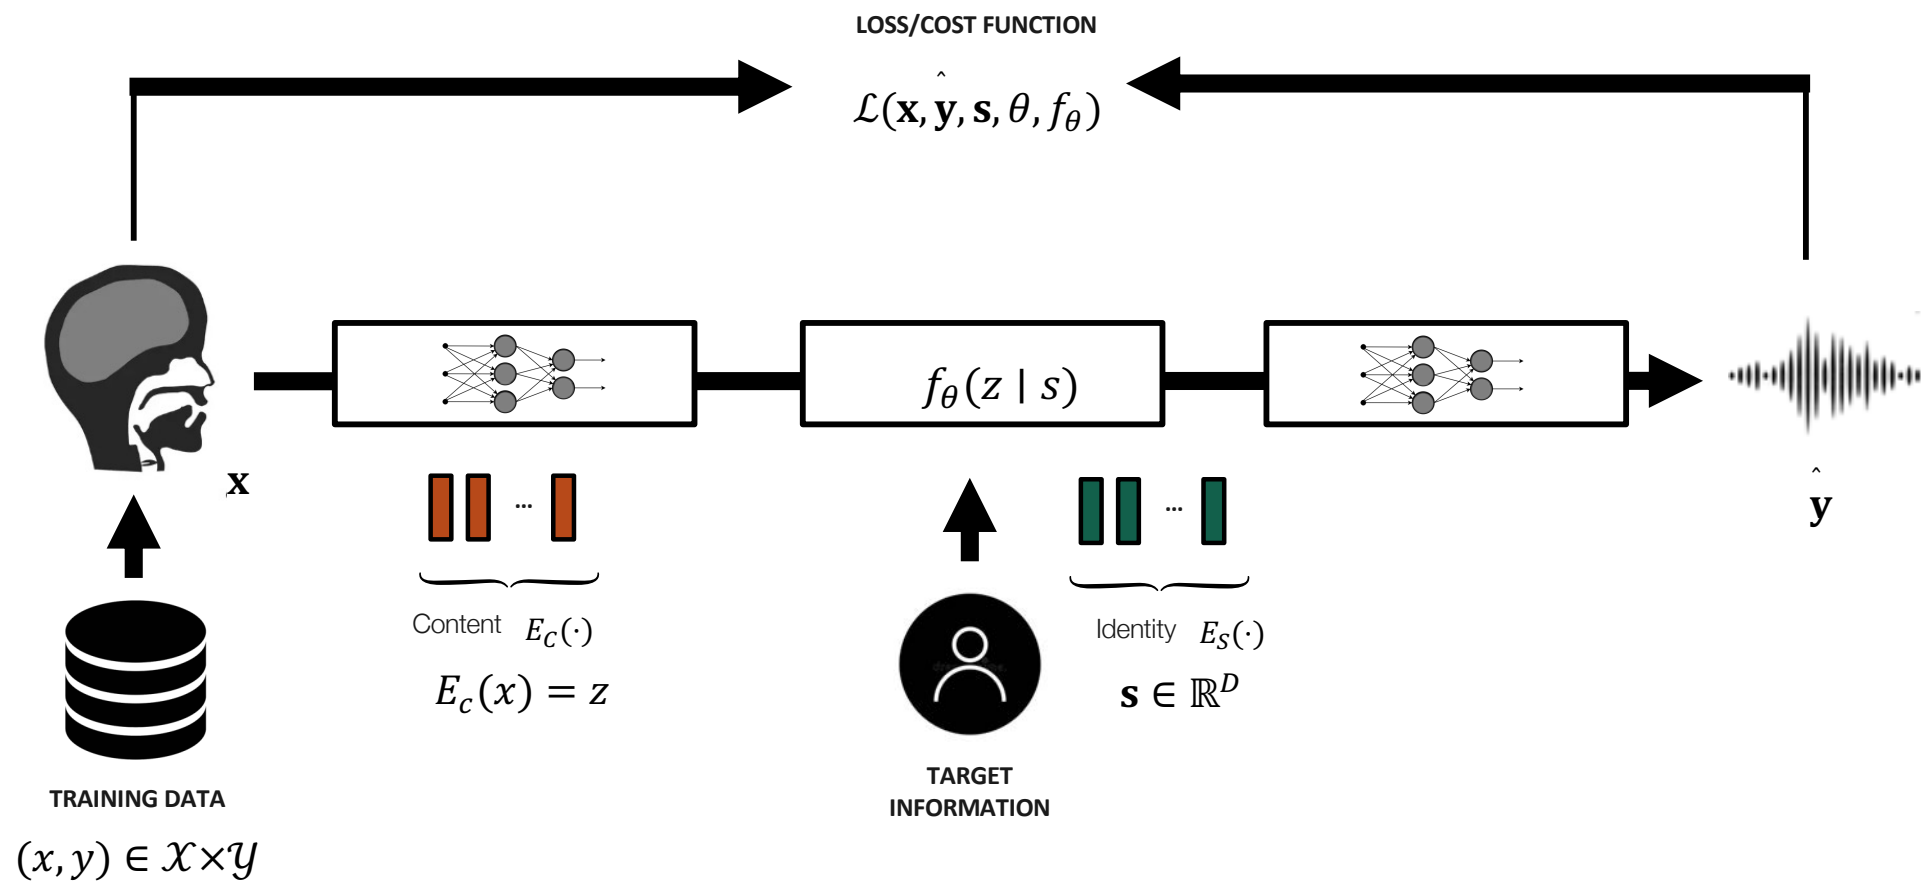 LOSS/COST FUNCTION
ℒ(𝐱, 𝐲̂, 𝐬, θ, f_θ)
f_θ(z | s)
𝐱
𝐲̂
...
...
Content E_C(·)
Identity E_S(·)
E_c(x) = z
𝐬 ∈ ℝ^D
TARGET
INFORMATION
TRAINING DATA
(x, y) ∈ 𝒳×𝒴